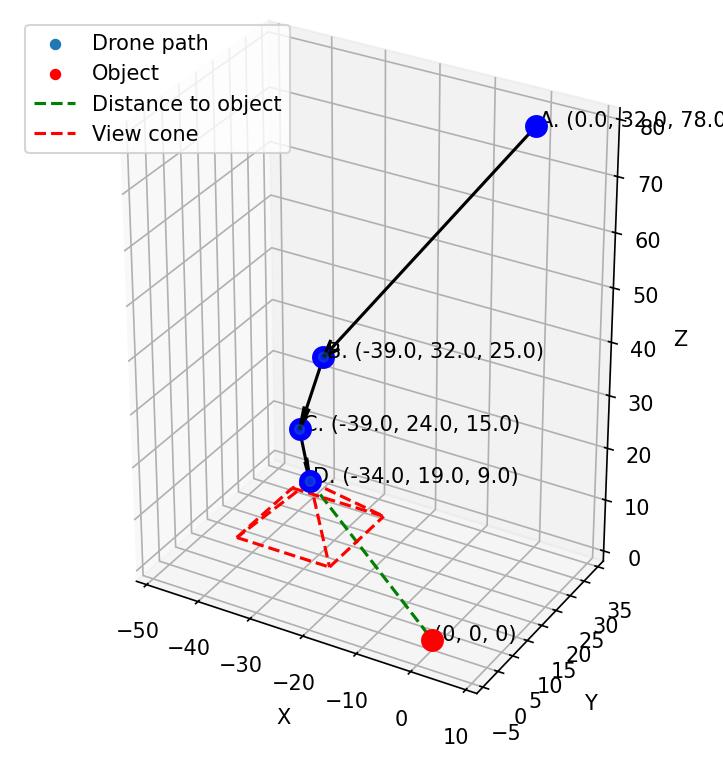 Drone path
Object
Distance to object
View cone
A. (0.0, 32.0, 78.0
B. (-39.0, 32.0, 25.0)
C. (-39.0, 24.0, 15.0)
D. (-34.0, 19.0, 9.0)
(0, 0, 0)
80
70
60
50
40
30
20
10
0
Z
−50
−40
−30
−20
−10
0
10
X
−5
0
5
10
15
20
25
30
35
Y